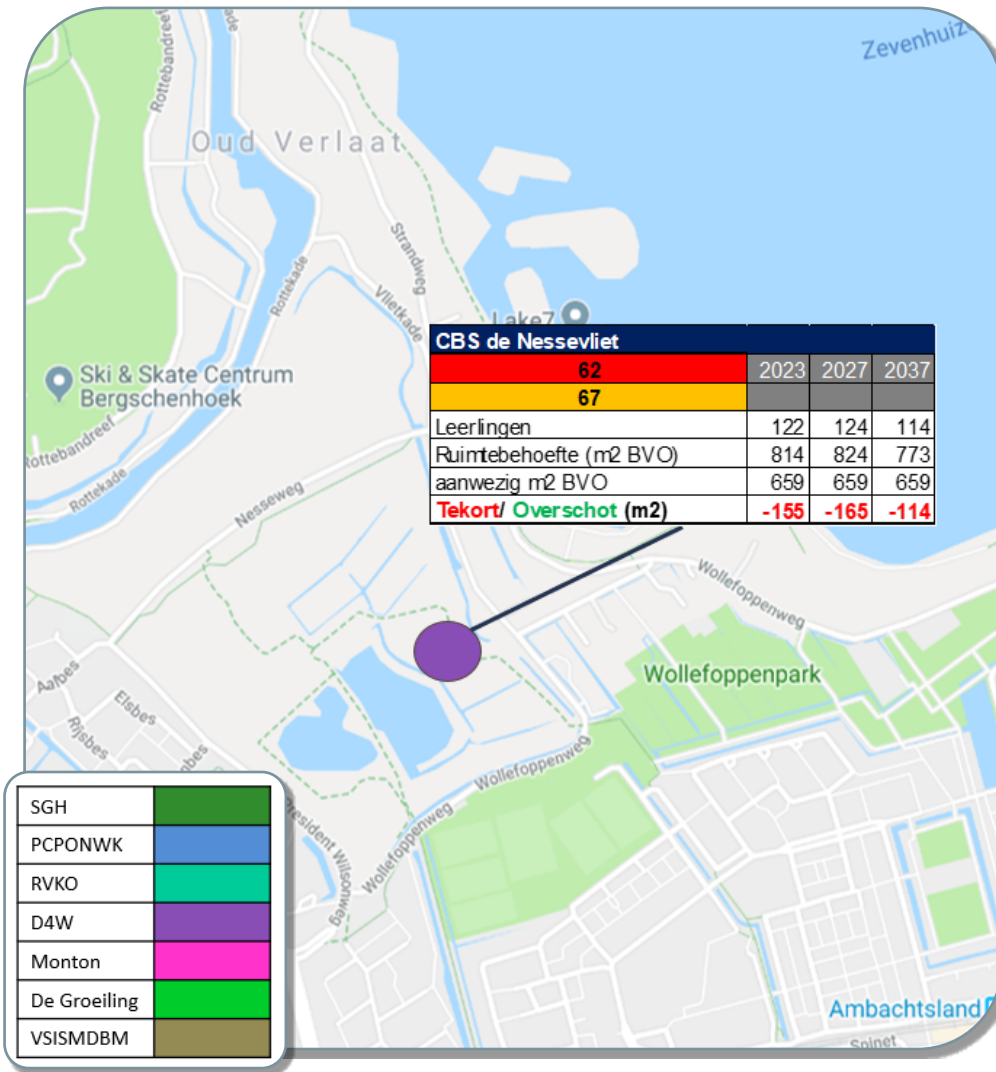 Zevenhuiz
Rottebandreef
de
Oud Verlaat
Strandweg
Rottekade
Vlietkade
Lake7
CBS de Nessevliet
62 2023 2027 2037
67
Leerlingen 122 124 114
Ruimtebehoefte (m2 BVO) 814 824 773
aanwezig m2 BVO 659 659 659
Tekort/ Overschot (m2) -155 -165 -114
Ski & Skate Centrum
Bergschenhoek
Rottebandreef
Rottekade
Nesseweg
Wollefoppenweg
Wollefoppenpark
Aalbes
Elsbes
Rijsbes
nbes
Wollefoppenweg
Wollefoppenweg
President Wilsonweg
SGH
PCPONWK
RVKO
D4W
Monton
De Groeiling
VSISMDBM
Ambachtsland
Spinet